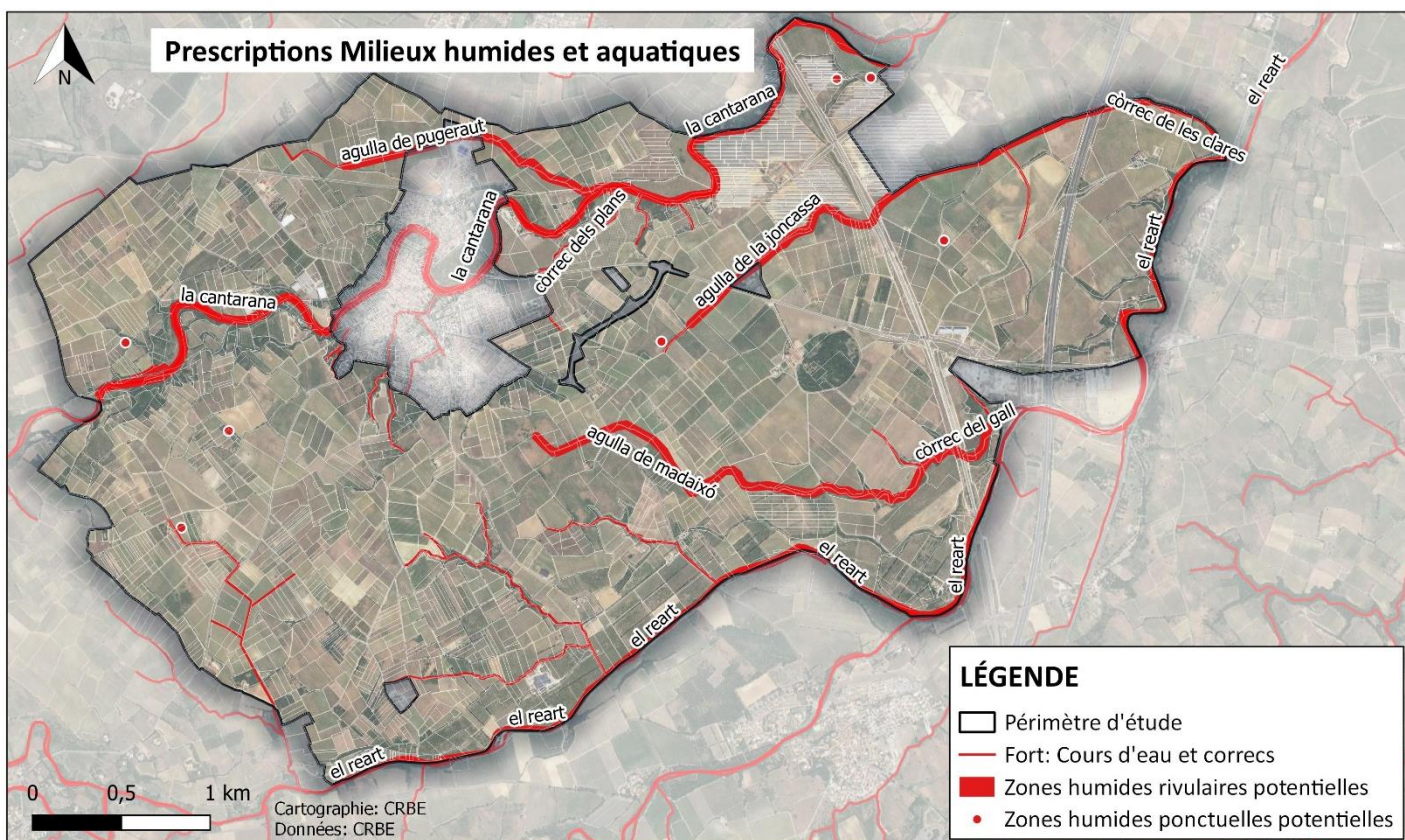 Prescriptions Milieux humides et aquatiques
N
el reart
la cantarana
còrrec de les clares
agulla de pugeraut
la cantarana
còrrec dels plans
el reart
agulla de la joncassa
la cantarana
còrrec del gall
agulla de madaixó
el reart
el reart
el reart
el reart
el reart
LÉGENDE
Périmètre d'étude
Fort: Cours d'eau et correcs
Zones humides rivulaires potentielles
Zones humides ponctuelles potentielles
0 0,5 1 km
Cartographie: CRBE
Données: CRBE